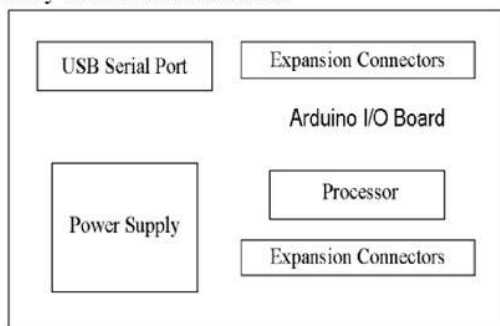 USB Serial Port
Expansion Connectors
Arduino I/O Board
Processor
Power Supply
Expansion Connectors